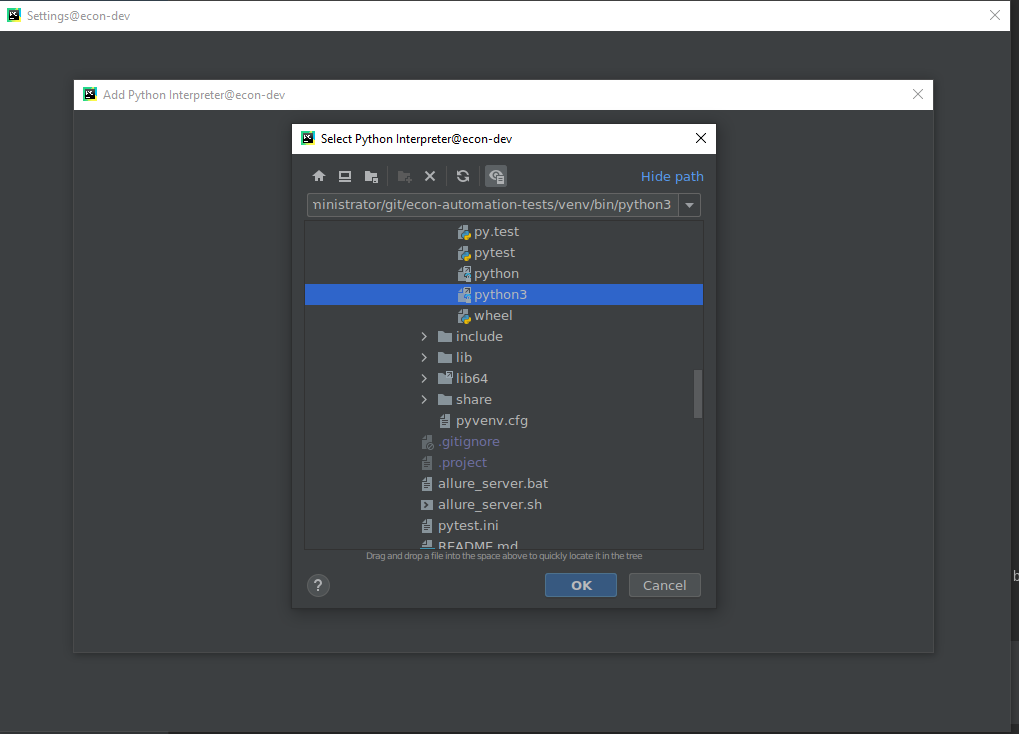 Settings@econ-dev
Add Python Interpreter@econ-dev
Select Python Interpreter@econ-dev
Hide path
ninistrator/git/econ-automation-tests/venv/bin/python3
py.test
pytest
python
python3
wheel
include
lib
lib64
share
pyvenv.cfg
.gitignore
.project
allure_server.bat
allure_server.sh
pytest.ini
README.md
Drag and drop a file into the space above to quickly locate it in the tree
? OK Cancel
b